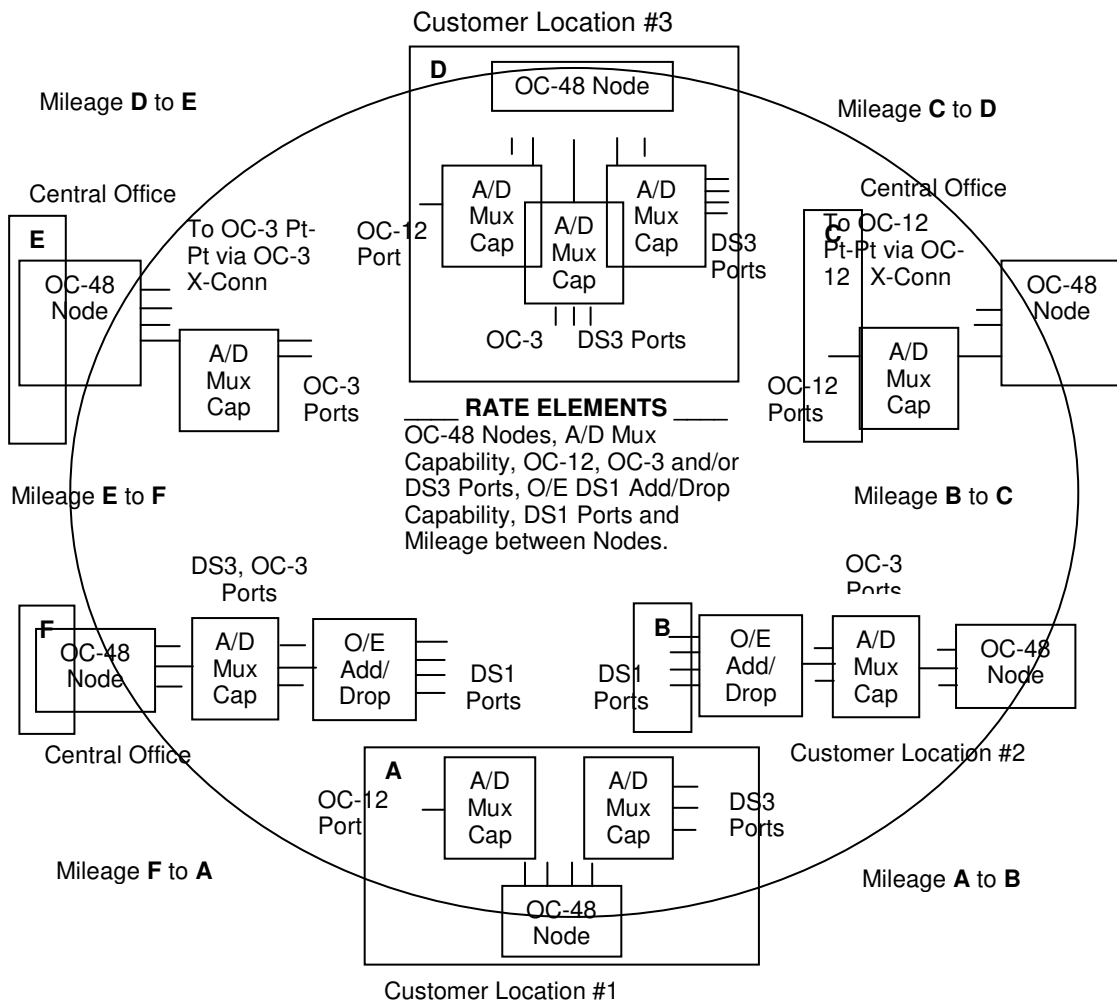 Customer Location #3
D
OC-48 Node
Mileage D to E
Mileage C to D
A/D
Mux
Cap
A/D
Mux
Cap
A/D
Mux
Cap
OC-12
Port
DS3
Ports
OC-3
DS3 Ports
Central Office
E
To OC-3 Pt-
Pt via OC-3
X-Conn
OC-48
Node
A/D
Mux
Cap
OC-3
Ports
Central Office
To OC-12
C
Pt-Pt via OC-
12 X-Conn
OC-48
Node
A/D
Mux
Cap
OC-12
Ports
____ RATE ELEMENTS ____
OC-48 Nodes, A/D Mux
Capability, OC-12, OC-3 and/or
DS3 Ports, O/E DS1 Add/Drop
Capability, DS1 Ports and
Mileage between Nodes.
Mileage E to F
Mileage B to C
DS3, OC-3
Ports
F
OC-48
Node
A/D
Mux
Cap
O/E
Add/
Drop
DS1
Ports
Central Office
OC-3
Ports
B
DS1
Ports
O/E
Add/
Drop
A/D
Mux
Cap
OC-48
Node
Customer Location #2
A
OC-12
Port
A/D
Mux
Cap
A/D
Mux
Cap
DS3
Ports
OC-48
Node
Mileage F to A
Mileage A to B
Customer Location #1